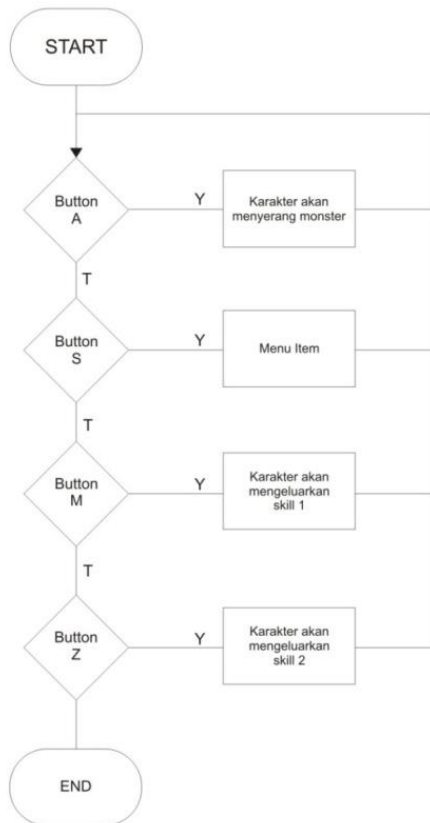 START
Button
A
Y
Karakter akan
menyerang monster
T
Button
S
Y
Menu Item
T
Button
M
Y
Karakter akan
mengeluarkan
skill 1
T
Button
Z
Y
Karakter akan
mengeluarkan
skill 2
END